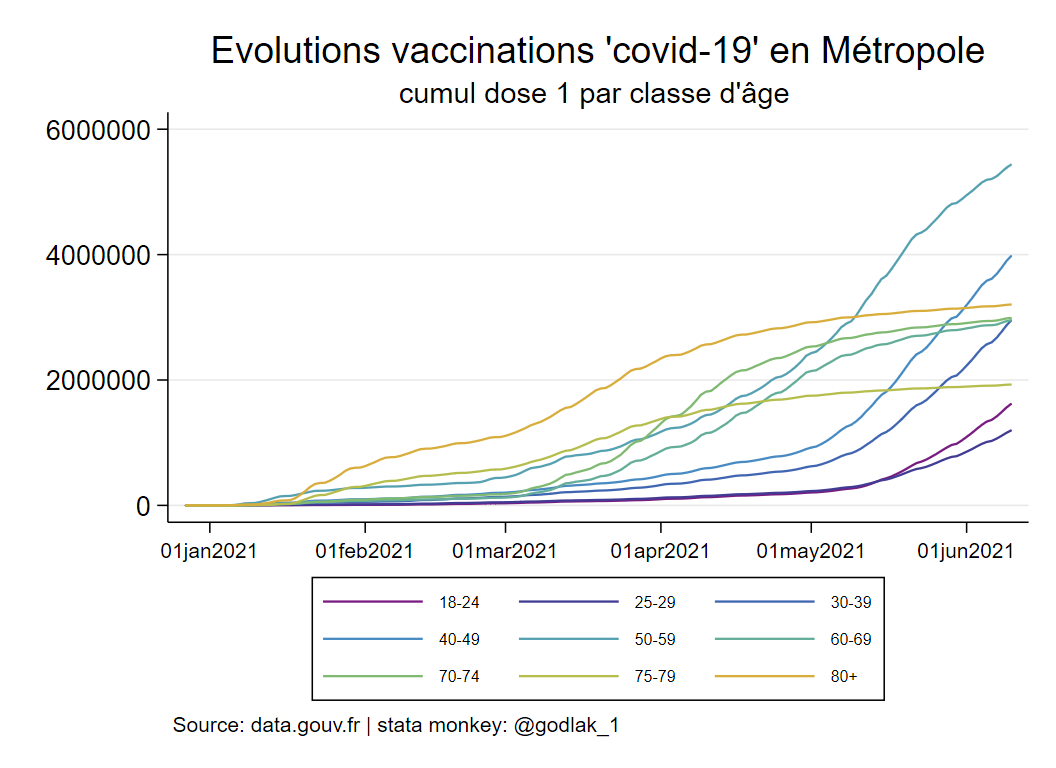 Evolutions vaccinations 'covid-19' en Métropole
cumul dose 1 par classe d'âge
6000000
4000000
2000000
0
01jan2021 01feb2021 01mar2021 01apr2021 01may2021 01jun2021
18-24 25-29 30-39
40-49 50-59 60-69
70-74 75-79 80+
Source: data.gouv.fr | stata monkey: @godlak_1